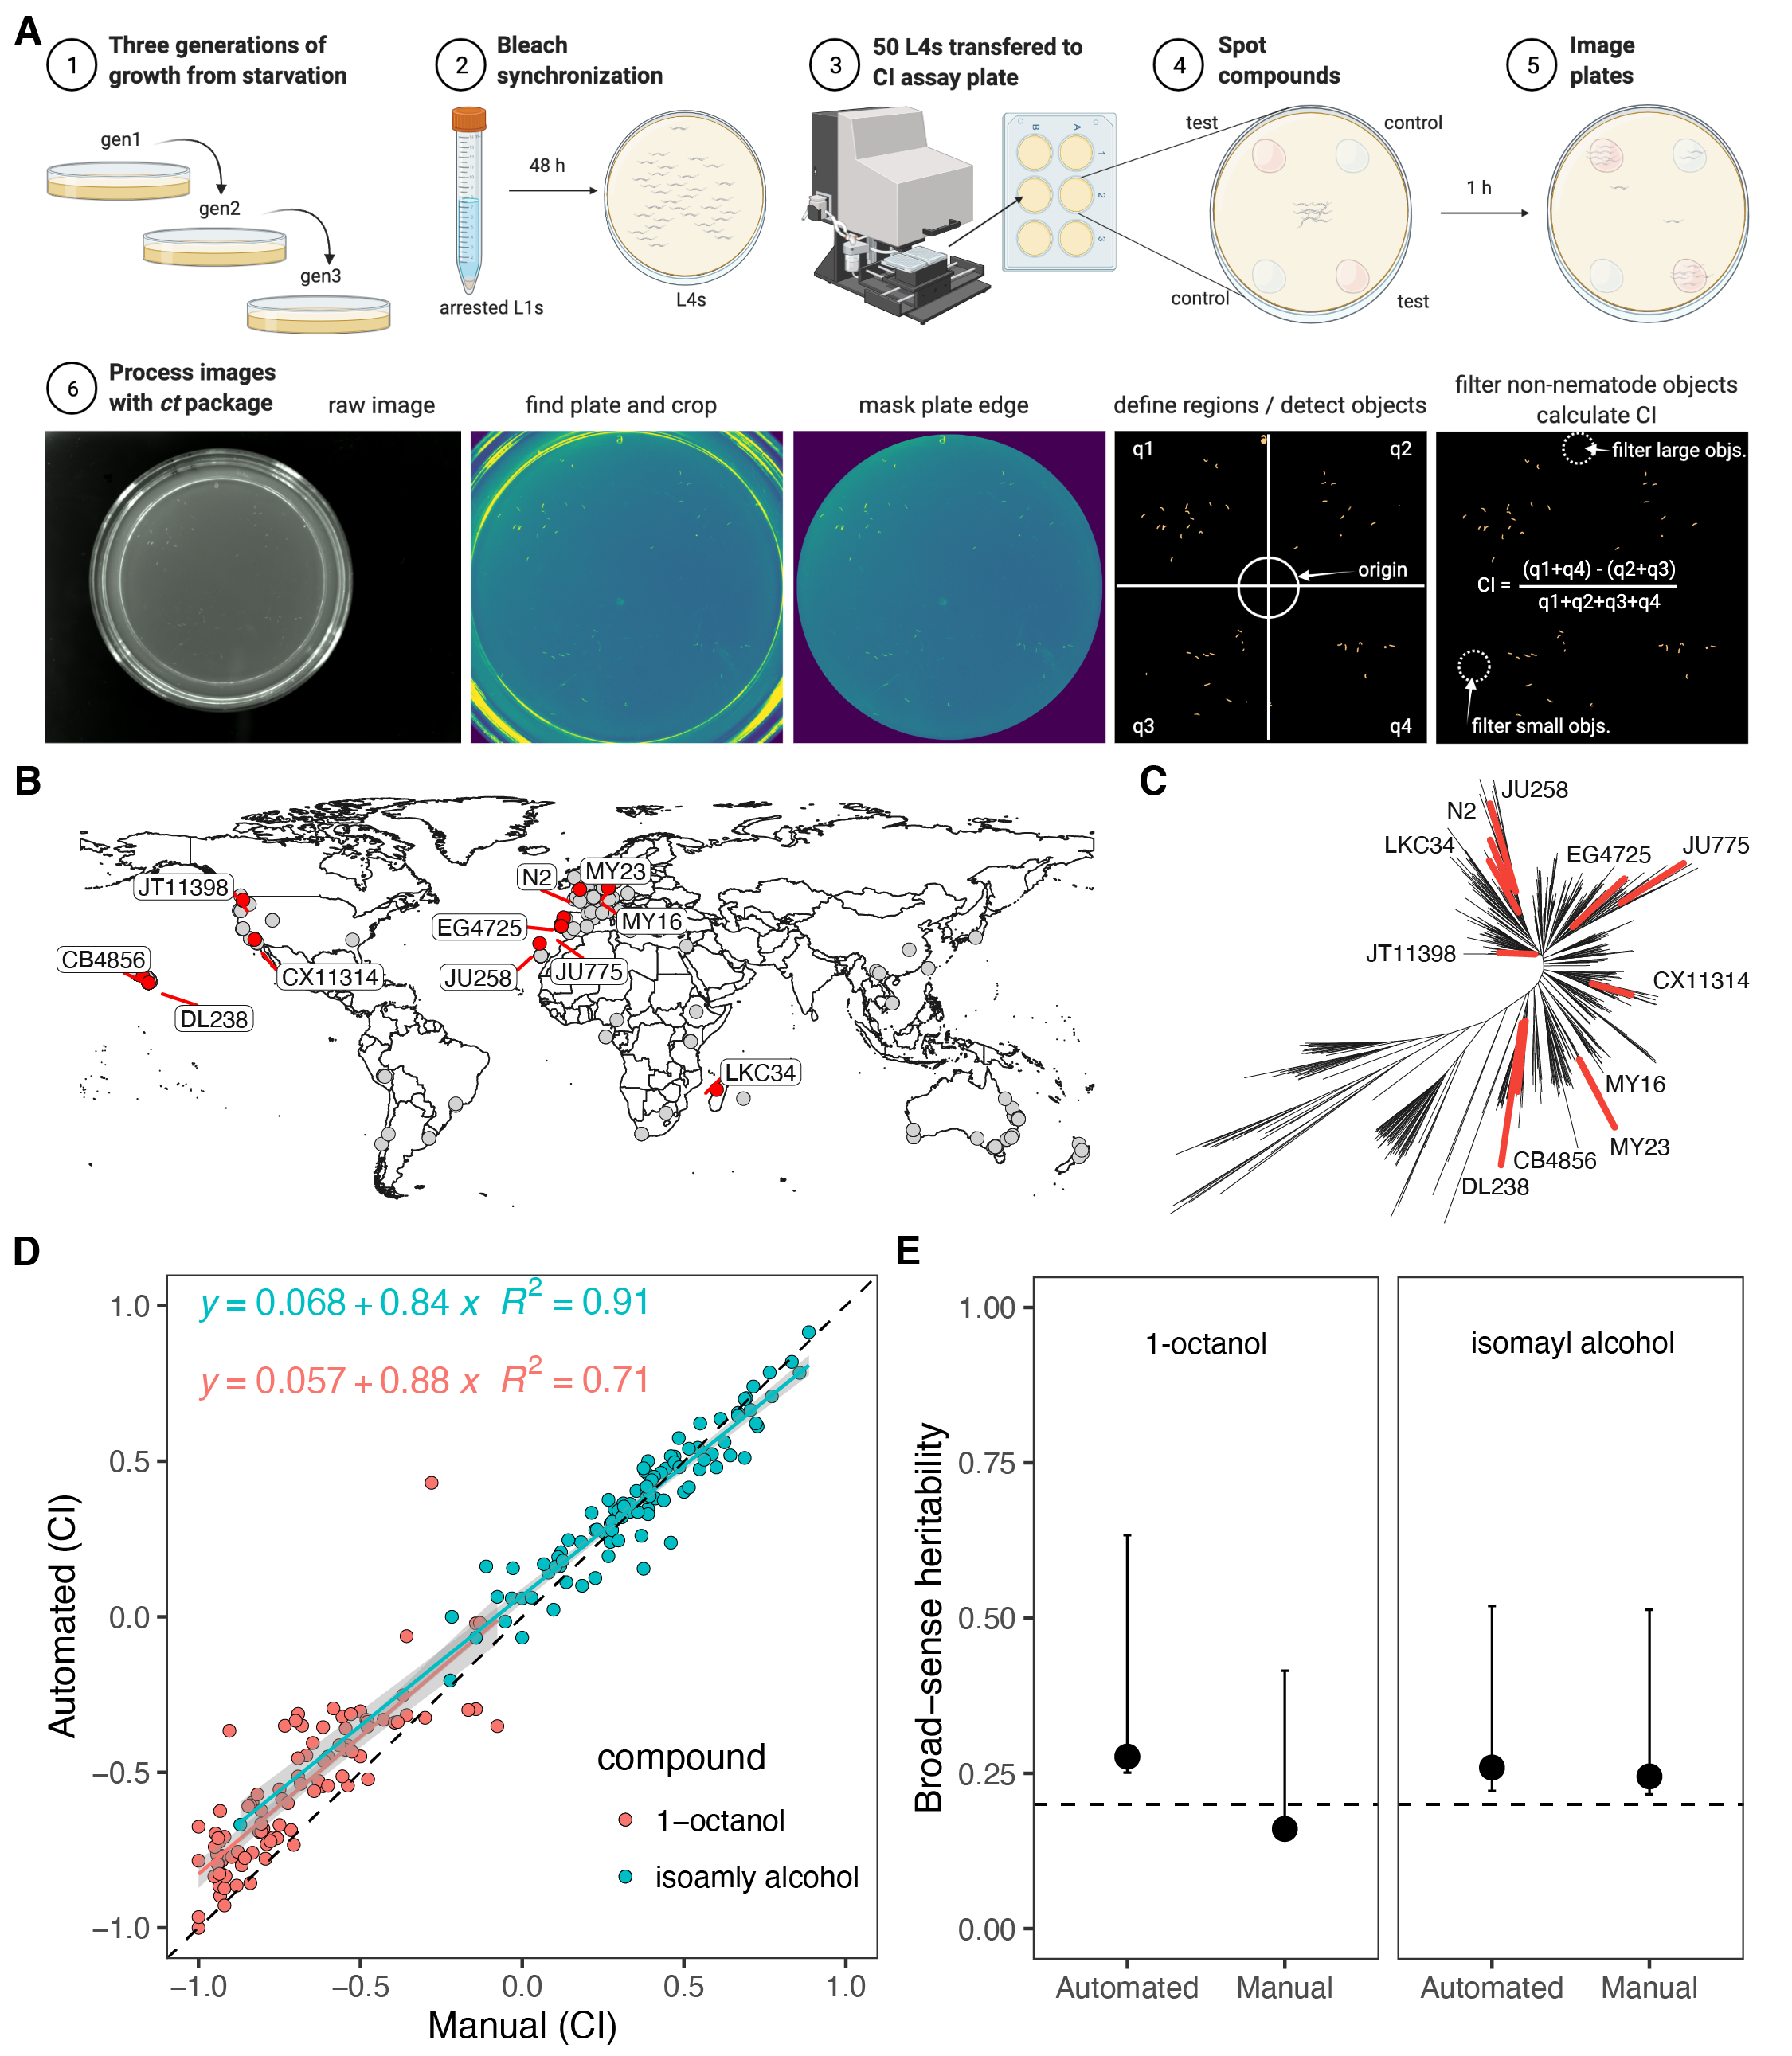 A
1
Three generations of
growth from starvation
gen1
gen2
gen3
2
Bleach
synchronization
48 h
arrested L1s
L4s
3
50 L4s transfered to
CI assay plate
B
A
1
2
3
4
Spot
compounds
test
control
control
test
1 h
5
Image
plates
6
Process images
with ct package
raw image
find plate and crop
mask plate edge
define regions / detect objects
filter non-nematode objects
calculate CI
q1
q2
origin
q3
q4
filter large objs.
CI = (q1+q4) - (q2+q3)
q1+q2+q3+q4
filter small objs.
B
JT11398
CB4856
DL238
CX11314
N2
MY23
EG4725
MY16
JU258
JU775
LKC34
C
JU258
N2
LKC34
EG4725
JU775
JT11398
CX11314
MY16
MY23
CB4856
DL238
D
y = 0.068 + 0.84 x R² = 0.91
y = 0.057 + 0.88 x R² = 0.71
Automated (CI)
1.0
0.5
0.0
−0.5
−1.0
compound
1−octanol
isoamly alcohol
−1.0
−0.5
0.0
0.5
1.0
Manual (CI)
E
Broad−sense heritability
1.00
0.75
0.50
0.25
0.00
1-octanol
isomayl alcohol
Automated
Manual
Automated
Manual